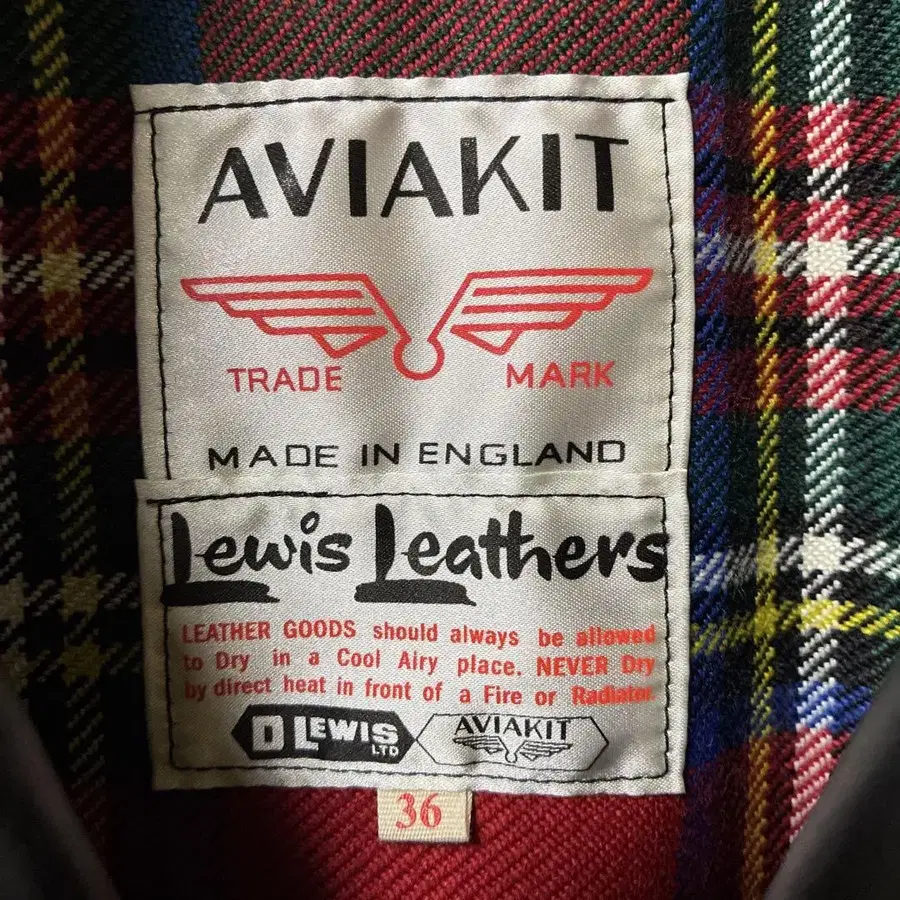 AVIAKIT
TRADE MARK
MADE IN ENGLAND
Lewis Leathers
LEATHER GOODS should always be allowed
to Dry in a Cool Airy place. NEVER Dry
by direct heat in front of a Fire or Radiator
D LEWIS LTD AVIAKIT
36